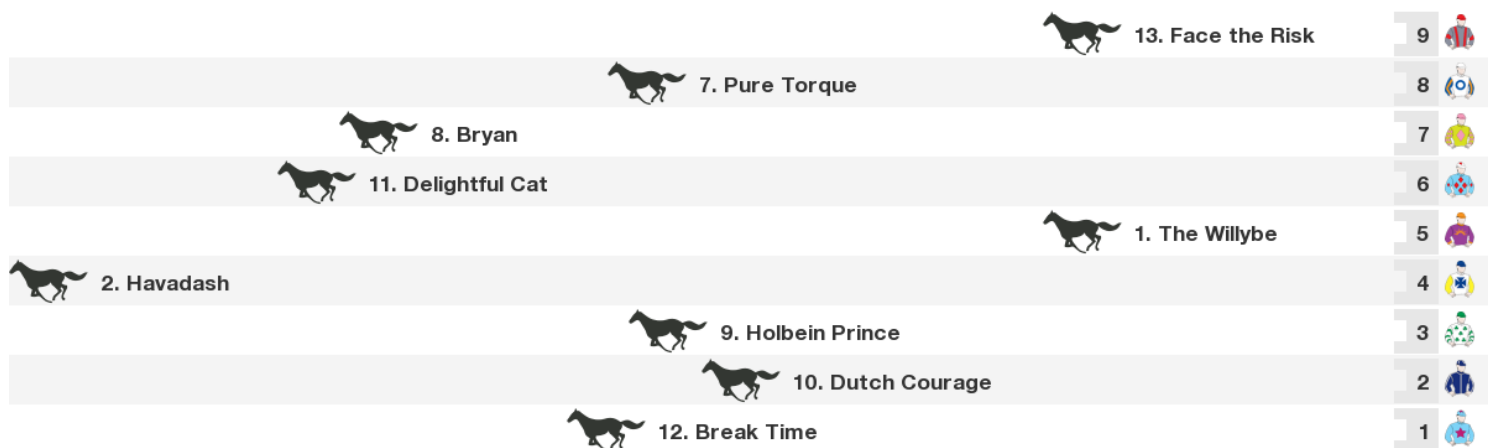 13. Face the Risk 9
7. Pure Torque 8
8. Bryan 7
11. Delightful Cat 6
1. The Willybe 5
2. Havadash 4
9. Holbein Prince 3
10. Dutch Courage 2
12. Break Time 1